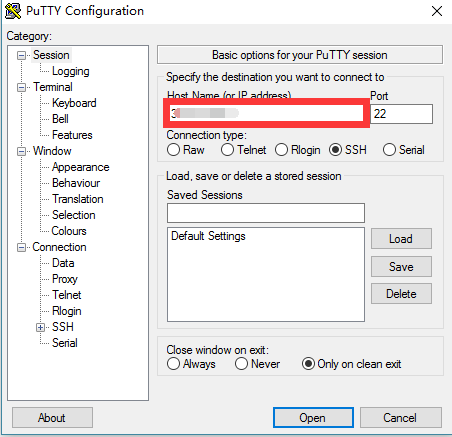 PuTTY Configuration
Category:
Session
Logging
Terminal
Keyboard
Bell
Features
Window
Appearance
Behaviour
Translation
Selection
Colours
Connection
Data
Proxy
Telnet
Rlogin
SSH
Serial
Basic options for your PuTTY session
Specify the destination you want to connect to
Host Name (or IP address) Port
3 22
Connection type:
Raw Telnet Rlogin SSH Serial
Load, save or delete a stored session
Saved Sessions
Default Settings
Load
Save
Delete
Close window on exit:
Always Never Only on clean exit
About Open Cancel